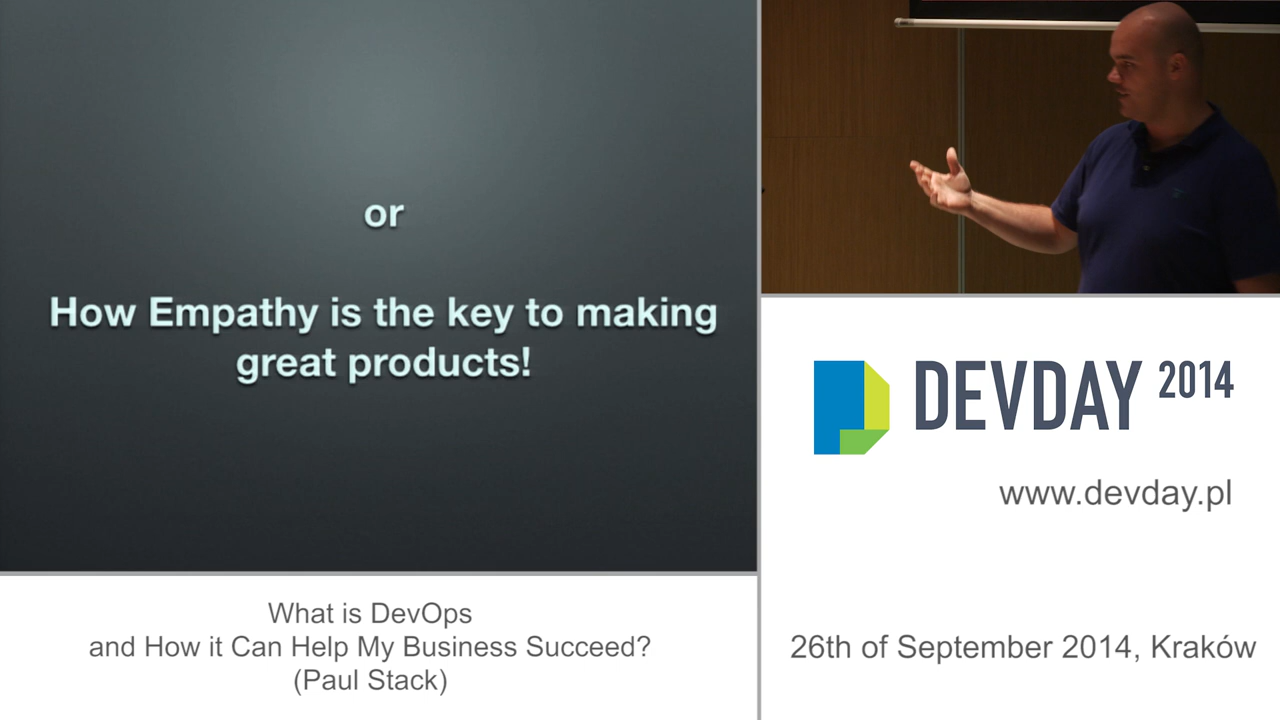 or
How Empathy is the key to making
great products!
What is DevOps
and How it Can Help My Business Succeed?
(Paul Stack)
DEVDAY 2014
www.devday.pl
26th of September 2014, Kraków